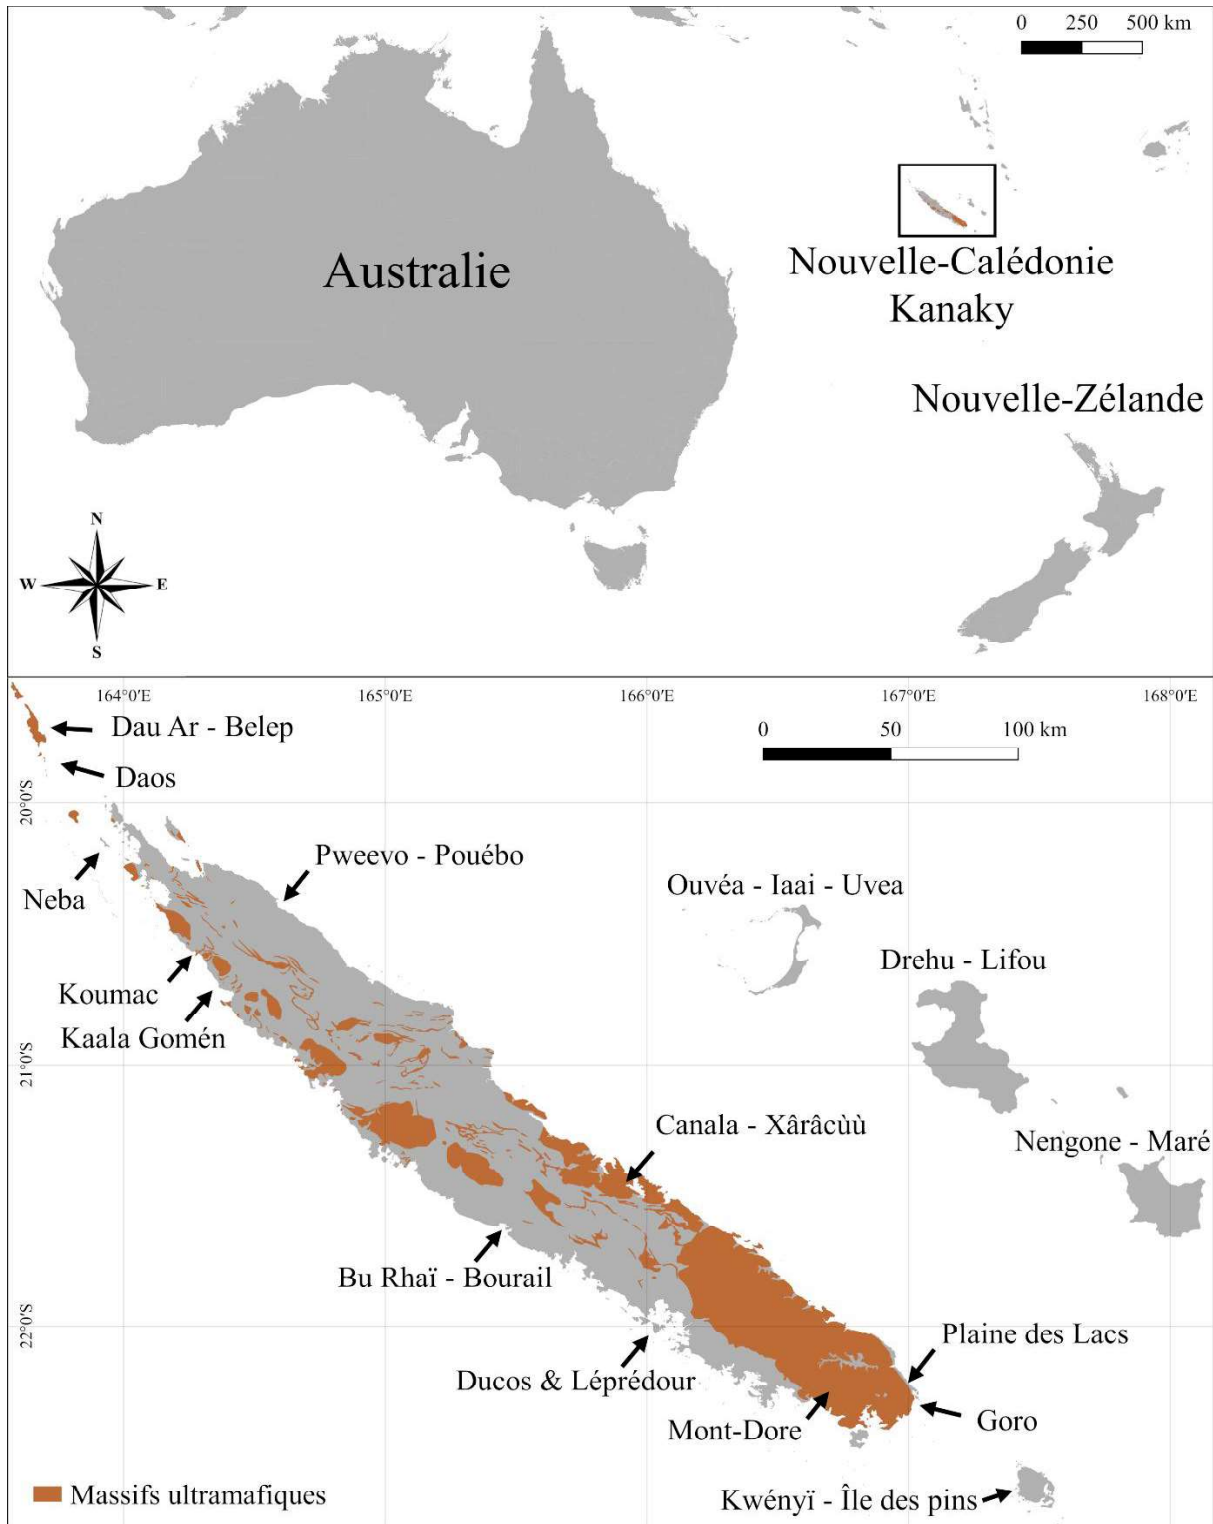 0 250 500 km
Australie
Nouvelle-Calédonie
Kanaky
Nouvelle-Zélande
N
W E
S
164°0'E 165°0'E 166°0'E 167°0'E 168°0'E
Dau Ar - Belep
0 50 100 km
Daos
20°0'S
Pweevo - Pouébo
Neba
Ouvéa - Iaai - Uvea
Drehu - Lifou
Koumac
Kaala Gomén
21°0'S
Canala - Xârâcùù
Nengone - Maré
Bu Rhaï - Bourail
22°0'S
Plaine des Lacs
Ducos & Léprédour
Mont-Dore
Goro
Massifs ultramafiques
Kwényï - Île des pins